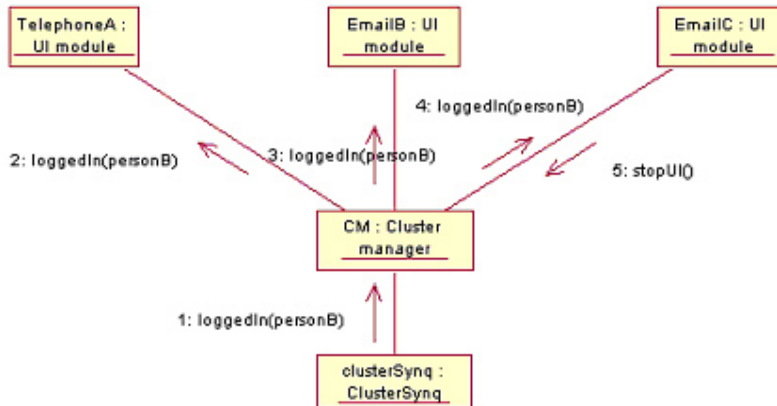 TelephoneA :
UI module
EmailB : UI
module
EmailC : UI
module
4: loggedIn(personB)
2: loggedIn(personB)
3: loggedIn(personB)
5: stopUI()
CM : Cluster
manager
1: loggedIn(personB)
clusterSynq :
ClusterSynq